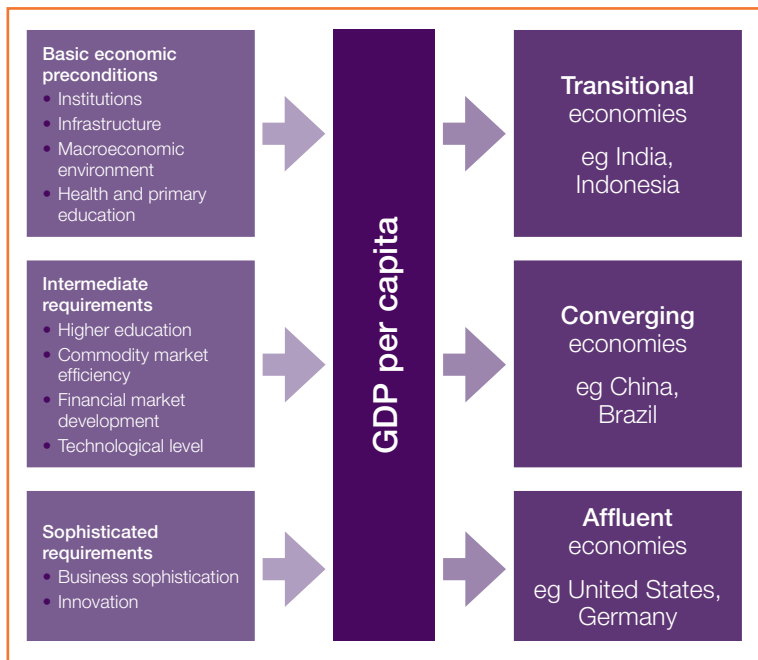 Basic economic
preconditions
• Institutions
• Infrastructure
• Macroeconomic
environment
• Health and primary
education
Intermediate
requirements
• Higher education
• Commodity market
efficiency
• Financial market
development
• Technological level
Sophisticated
requirements
• Business sophistication
• Innovation
GDP per capita
Transitional
economies
eg India,
Indonesia
Converging
economies
eg China,
Brazil
Affluent
economies
eg United States,
Germany